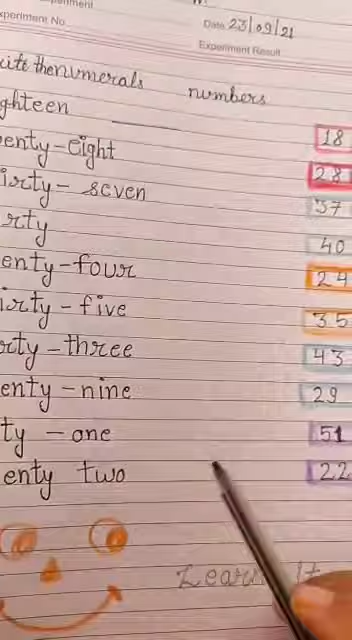 Experiment
Experiment No.
Date 23/09/21
Experiment Result
ite the numerals numbers
ghteen 18
enty-eight 28
irty-seven 37
rty 40
enty-four 24
irty-five 35
rty-three 43
enty-nine 29
ty-one 51
enty two 22
Learn It